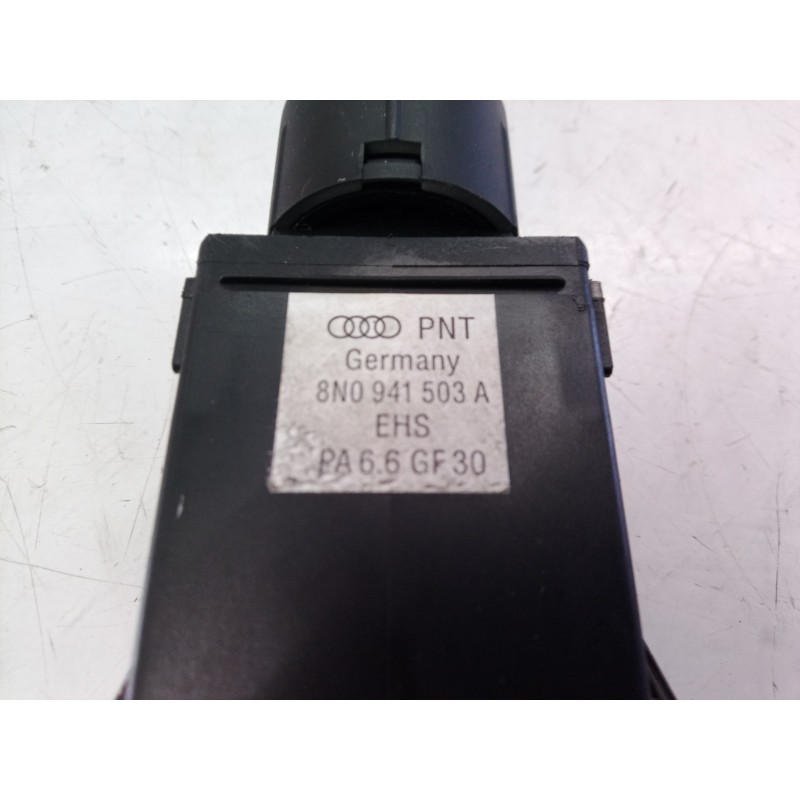 PNT
Germany
8N0 941 503 A
EHS
PA 6.6 GF 30